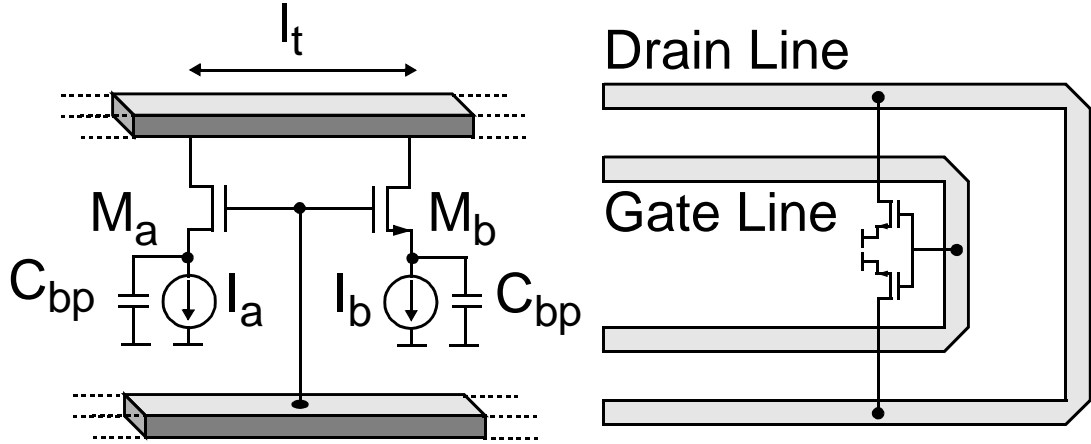 l_t
Drain Line
M_a
M_b
Gate Line
C_bp
I_a
I_b
C_bp